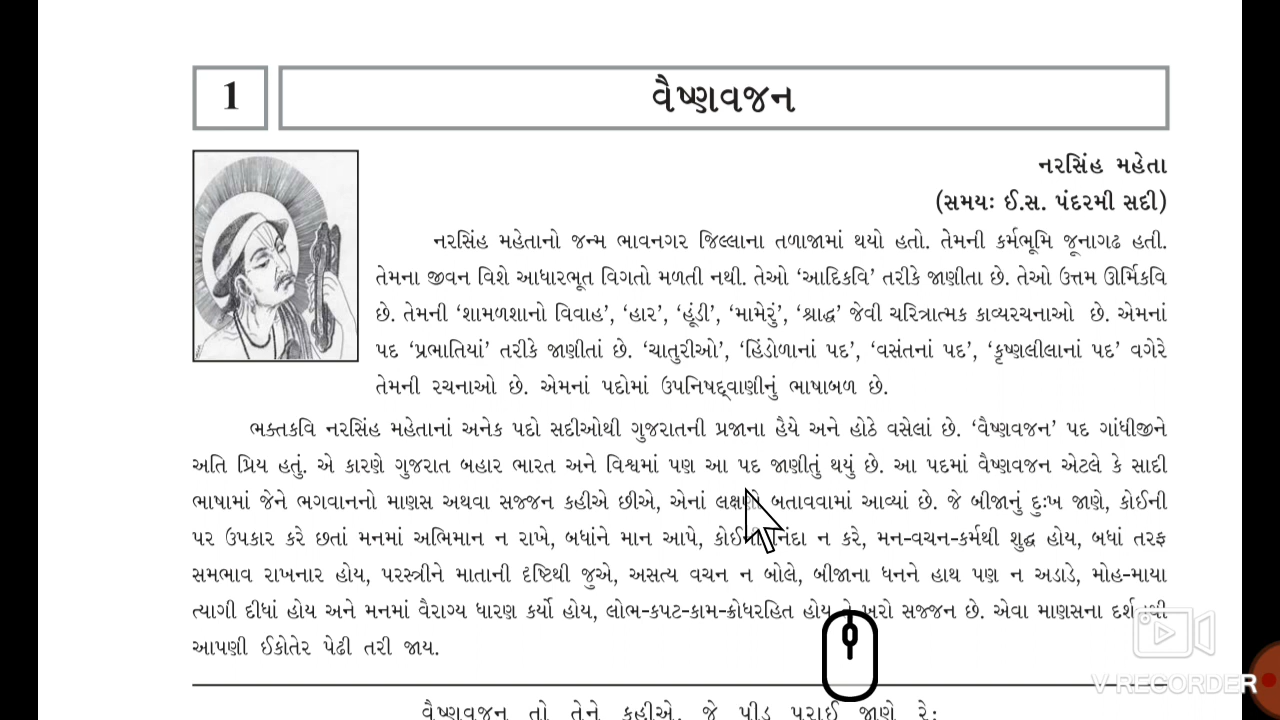 1
વૈષ્ણવજન
નરસિંહ મહેતા
(સમયઃ ઈ.સ. પંદરમી સદી)
નરસિંહ મહેતાનો જન્મ ભાવનગર જિલ્લાના તળાજામાં થયો હતો. તેમની કર્મભૂમિ જૂનાગઢ હતી.
તેમના જીવન વિશે આધારભૂત વિગતો મળતી નથી. તેઓ ‘આદિકવિ’ તરીકે જાણીતા છે. તેઓ ઉત્તમ ઊર્મિકવિ
છે. તેમની ‘શામળશાનો વિવાહ’, ‘હાર’, ‘હૂંડી’, ‘મામેરું’, ‘શ્રાદ્ધ’ જેવી ચરિત્રાત્મક કાવ્યરચનાઓ છે. એમનાં
પદ ‘પ્રભાતિયાં’ તરીકે જાણીતાં છે. ‘ચાતુરીઓ’, ‘હિંડોળાનાં પદ’, ‘વસંતનાં પદ’, ‘કૃષ્ણલીલાનાં પદ’ વગેરે
તેમની રચનાઓ છે. એમનાં પદોમાં ઉપનિષદ્‌વાણીનું ભાષાબળ છે.
ભક્તકવિ નરસિંહ મહેતાનાં અનેક પદો સદીઓથી ગુજરાતની પ્રજાના હૈયે અને હોઠે વસેલાં છે. ‘વૈષ્ણવજન’ પદ ગાંધીજીને
અતિ પ્રિય હતું. એ કારણે ગુજરાત બહાર ભારત અને વિશ્વમાં પણ આ પદ જાણીતું થયું છે. આ પદમાં વૈષ્ણવજન એટલે કે સાદી
ભાષામાં જેને ભગવાનનો માણસ અથવા સજ્જન કહીએ છીએ, એનાં લક્ષણો બતાવવામાં આવ્યાં છે. જે બીજાનું દુઃખ જાણે, કોઈની
પર ઉપકાર કરે છતાં મનમાં અભિમાન ન રાખે, બધાંને માન આપે, કોઈની નિંદા ન કરે, મન-વચન-કર્મથી શુદ્ધ હોય, બધાં તરફ
સમભાવ રાખનાર હોય, પરસ્ત્રીને માતાની દૃષ્ટિથી જુએ, અસત્ય વચન ન બોલે, બીજાના ધનને હાથ પણ ન અડાડે, મોહ-માયા
ત્યાગી દીધાં હોય અને મનમાં વૈરાગ્ય ધારણ કર્યો હોય, લોભ-કપટ-કામ-ક્રોધરહિત હોય તે ખરો સજ્જન છે. એવા માણસના દર્શનથી
આપણી ઈકોતેર પેઢી તરી જાય.
V RECORDER
વૈષ્ણવજન તો તેને કહીએ, જે પીડ પરાઈ જાણે રે;